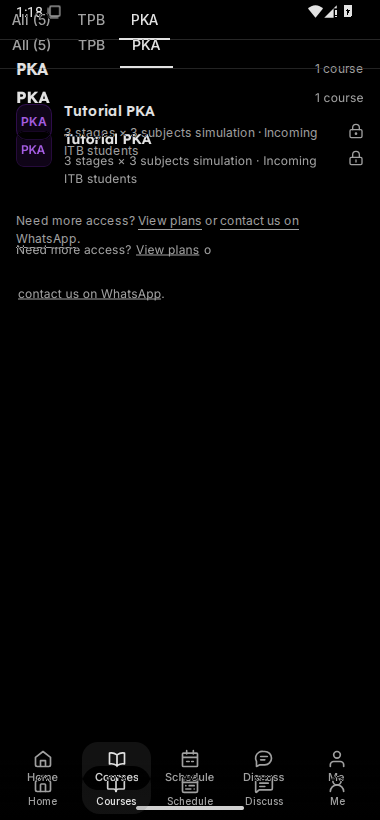 1:18
All (5) TPB PKA
All (5) TPB PKA
PKA 1 course
PKA 1 course
PKA
Tutorial PKA
3 stages × 3 subjects simulation · Incoming
ITB students
PKA
Tutorial PKA
3 stages × 3 subjects simulation · Incoming
ITB students
Need more access? View plans or contact us on
WhatsApp.
Need more access? View plans o
contact us on WhatsApp.
Home Courses Schedule Discuss Me
Home Courses Schedule Discuss Me